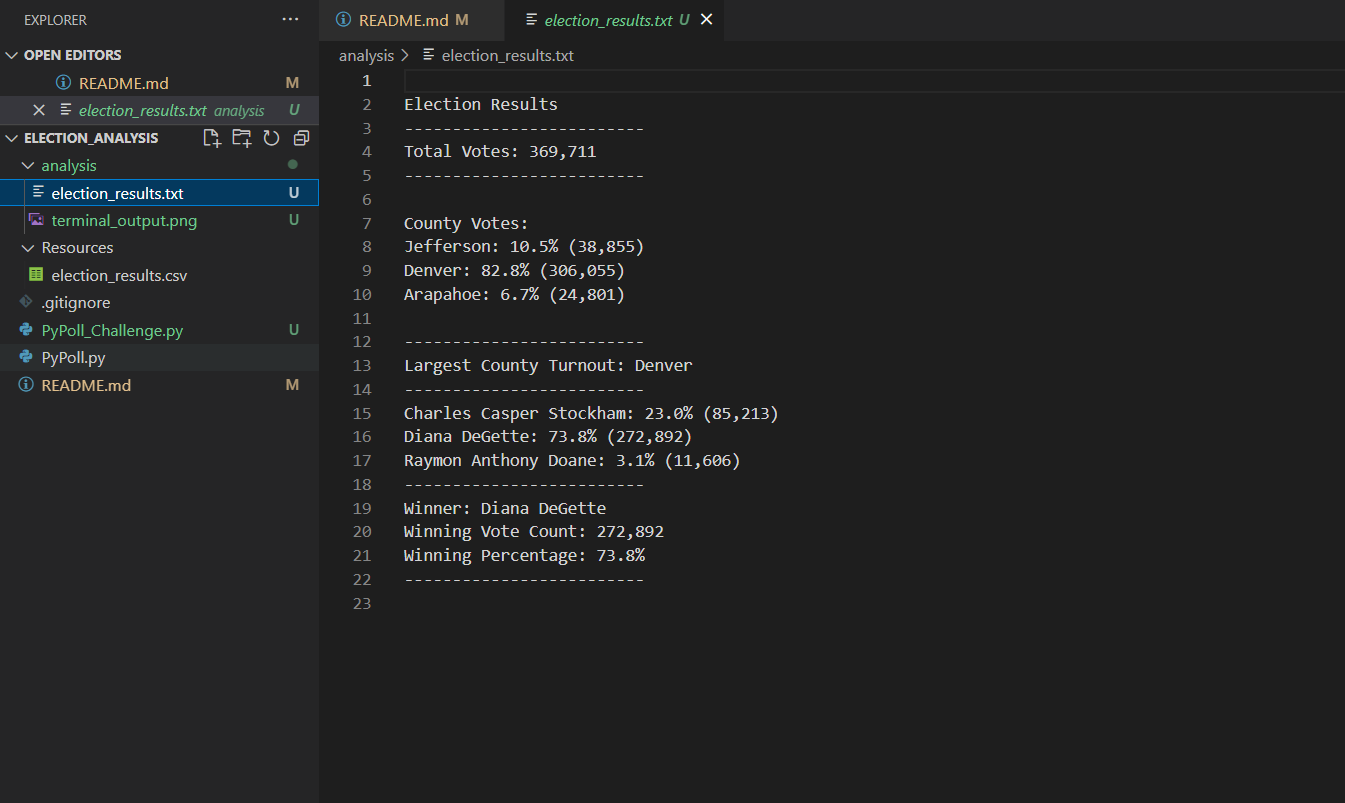 EXPLORER ...
OPEN EDITORS
README.md M
election_results.txt analysis U
ELECTION_ANALYSIS
analysis
election_results.txt U
terminal_output.png U
Resources
election_results.csv
.gitignore
PyPoll_Challenge.py U
PyPoll.py
README.md M
README.md M election_results.txt U
analysis > election_results.txt
1
2 Election Results
3 -------------------------
4 Total Votes: 369,711
5 -------------------------
6
7 County Votes:
8 Jefferson: 10.5% (38,855)
9 Denver: 82.8% (306,055)
10 Arapahoe: 6.7% (24,801)
11
12 -------------------------
13 Largest County Turnout: Denver
14 -------------------------
15 Charles Casper Stockham: 23.0% (85,213)
16 Diana DeGette: 73.8% (272,892)
17 Raymon Anthony Doane: 3.1% (11,606)
18 -------------------------
19 Winner: Diana DeGette
20 Winning Vote Count: 272,892
21 Winning Percentage: 73.8%
22 -------------------------
23